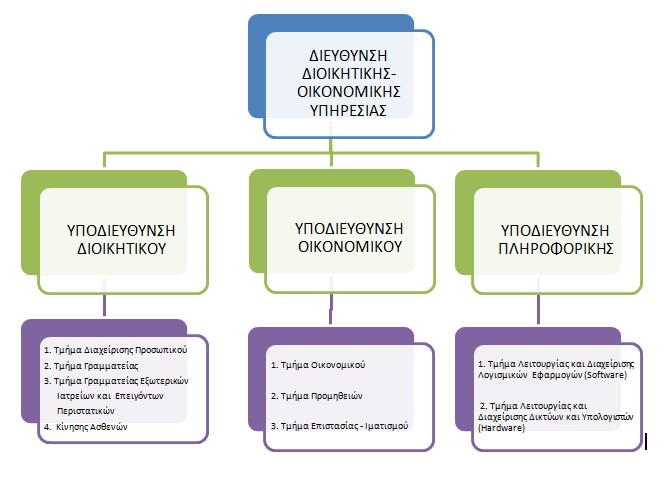 ΔΙΕΥΘΥΝΣΗ
ΔΙΟΙΚΗΤΙΚΗΣ-
ΟΙΚΟΝΟΜΙΚΗΣ
ΥΠΗΡΕΣΙΑΣ
ΥΠΟΔΙΕΥΘΥΝΣΗ
ΔΙΟΙΚΗΤΙΚΟΥ
ΥΠΟΔΙΕΥΘΥΝΣΗ
ΟΙΚΟΝΟΜΙΚΟΥ
ΥΠΟΔΙΕΥΘΥΝΣΗ
ΠΛΗΡΟΦΟΡΙΚΗΣ
1. Τμήμα Διαχείρισης Προσωπικού
2. Τμήμα Γραμματείας
3. Τμήμα Γραμματείας Εξωτερικών
Ιατρείων και Επειγόντων
Περιστατικών
4. Κίνησης Ασθενών
1. Τμήμα Οικονομικού
2. Τμήμα Προμηθειών
3. Τμήμα Επιστασίας - Ιματισμού
1. Τμήμα Λειτουργίας και Διαχείρισης
Λογισμικών Εφαρμογών (Software)
2. Τμήμα Λειτουργίας και
Διαχείρισης Δικτύων και Υπολογιστών
(Hardware)